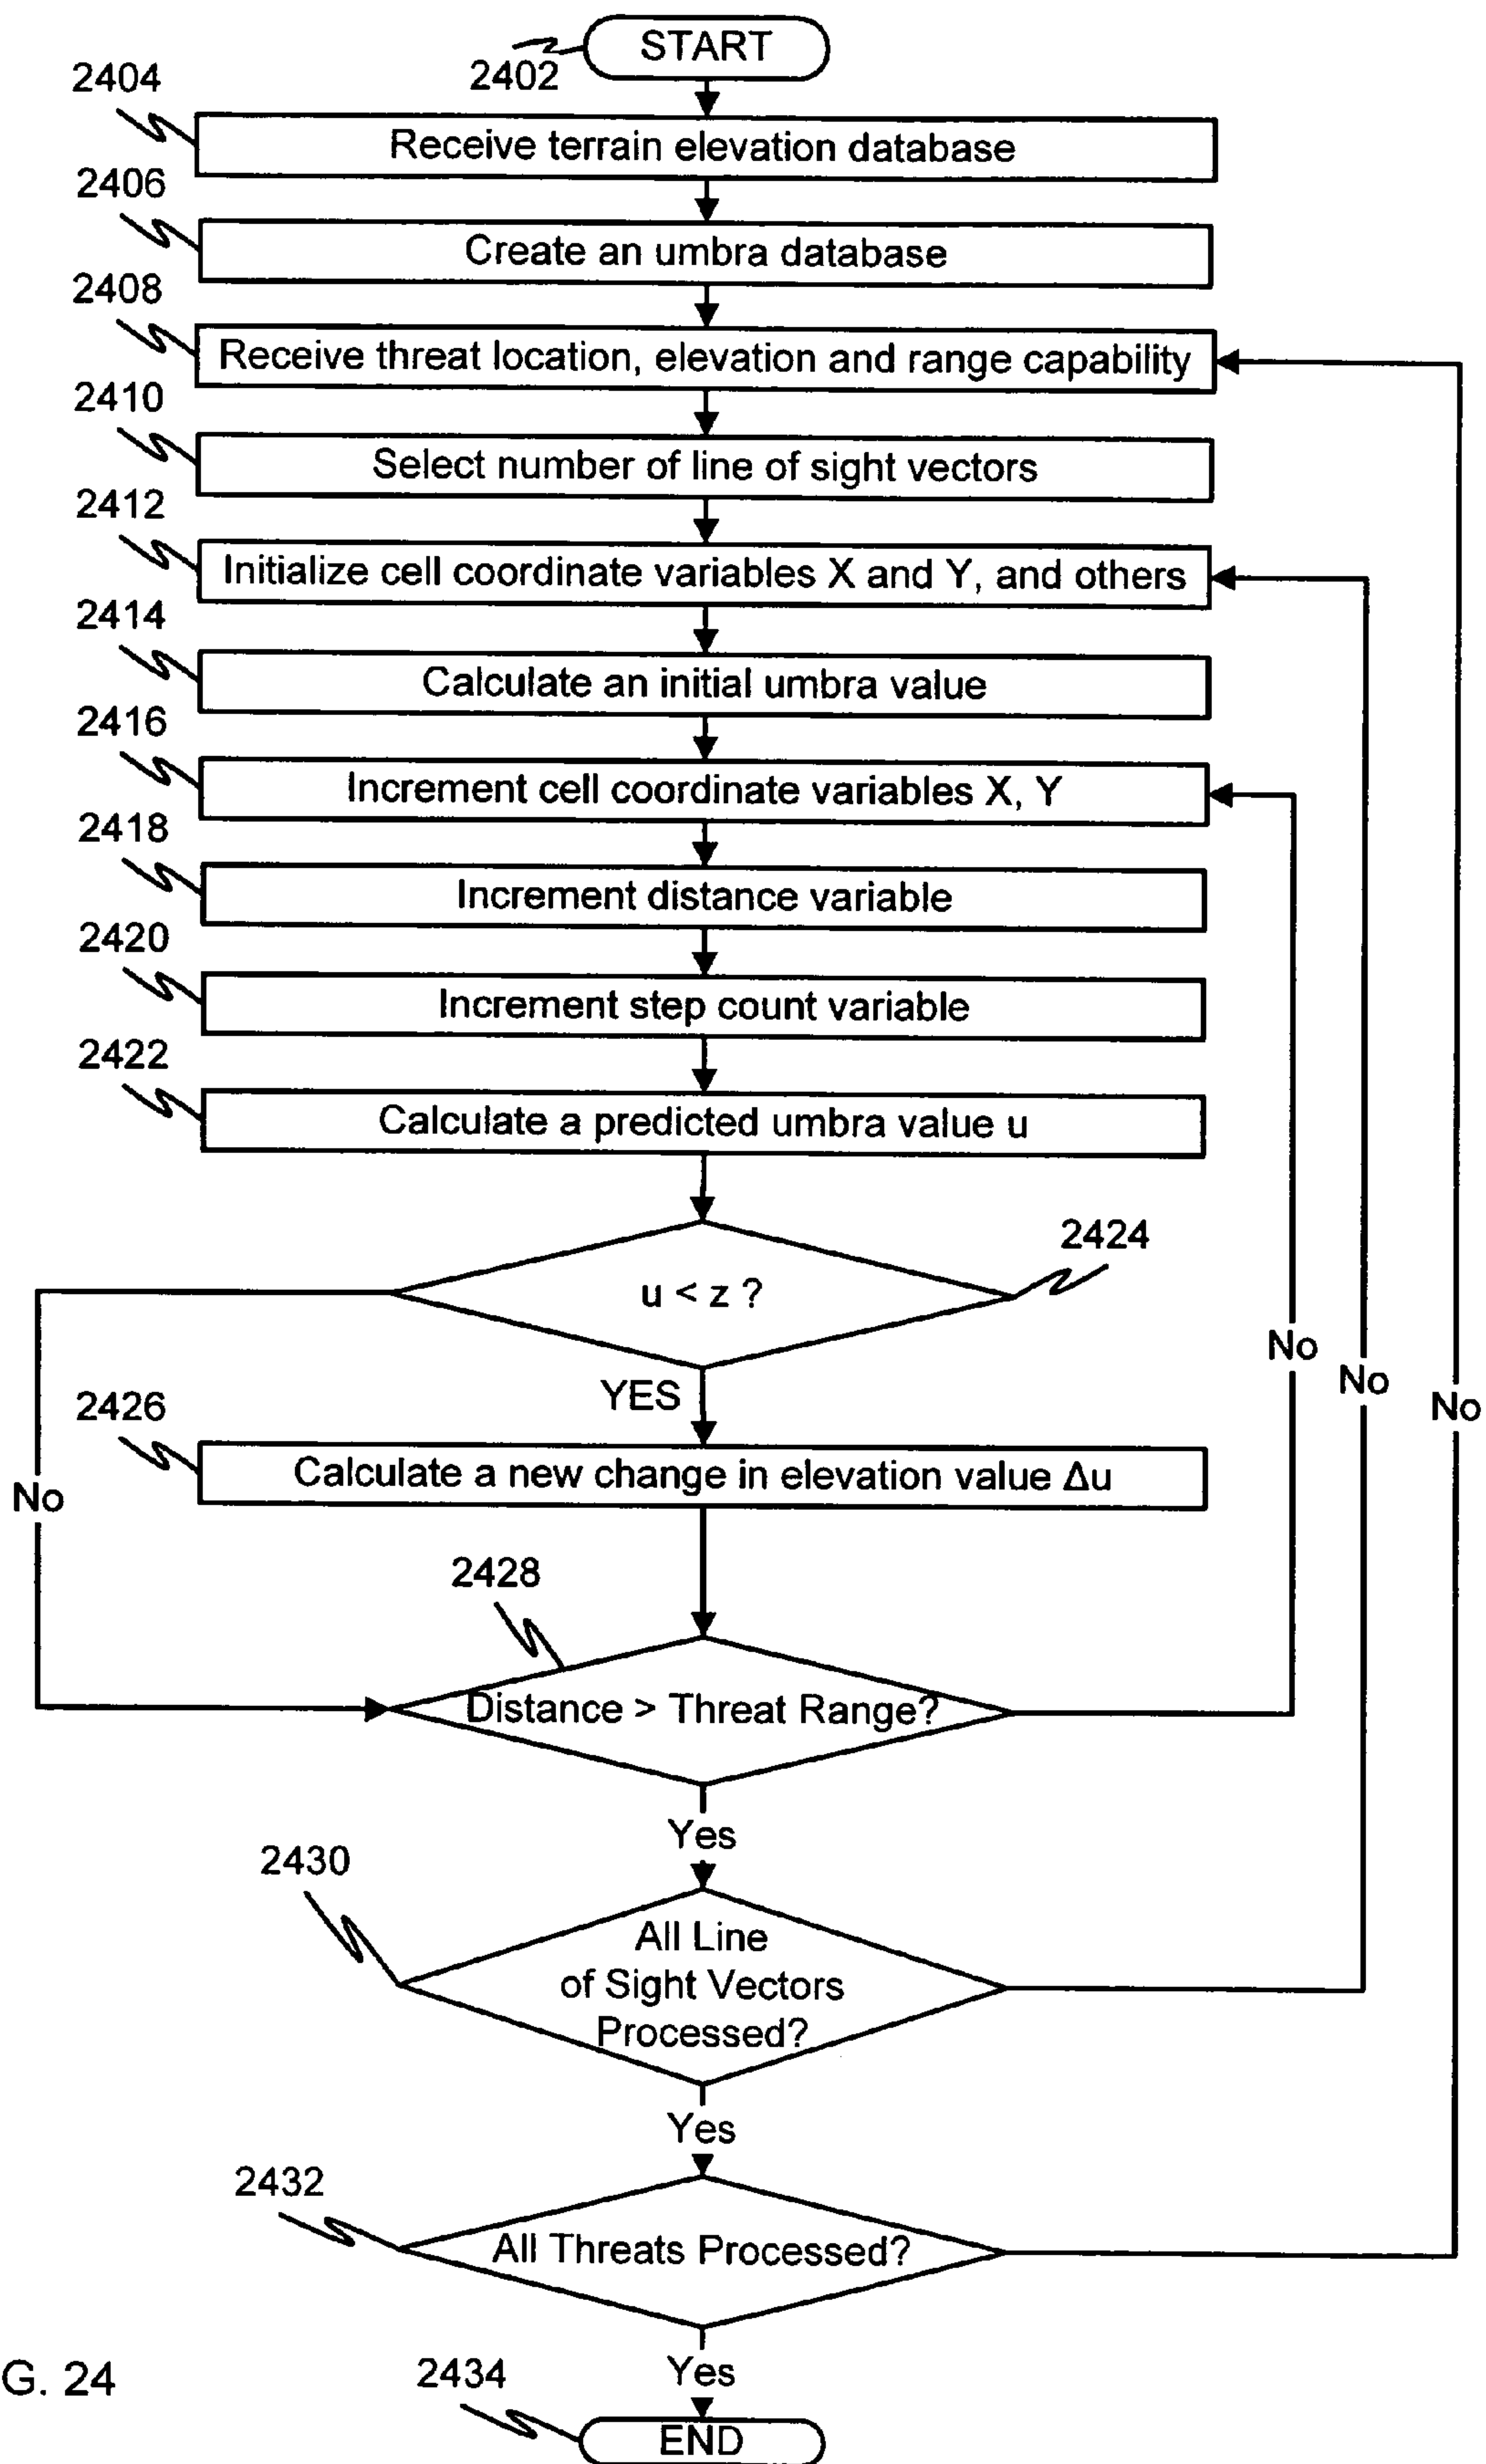 START
2402
2404
Receive terrain elevation database
2406
Create an umbra database
2408
Receive threat location, elevation and range capability
2410
Select number of line of sight vectors
2412
Initialize cell coordinate variables X and Y, and others
2414
Calculate an initial umbra value
2416
Increment cell coordinate variables X, Y
2418
Increment distance variable
2420
Increment step count variable
2422
Calculate a predicted umbra value u
2424
u < z ?
No
No
No
YES
2426
Calculate a new change in elevation value Δu
No
2428
Distance > Threat Range?
Yes
2430
All Line
of Sight Vectors
Processed?
Yes
2432
All Threats Processed?
Yes
G. 24
2434
END